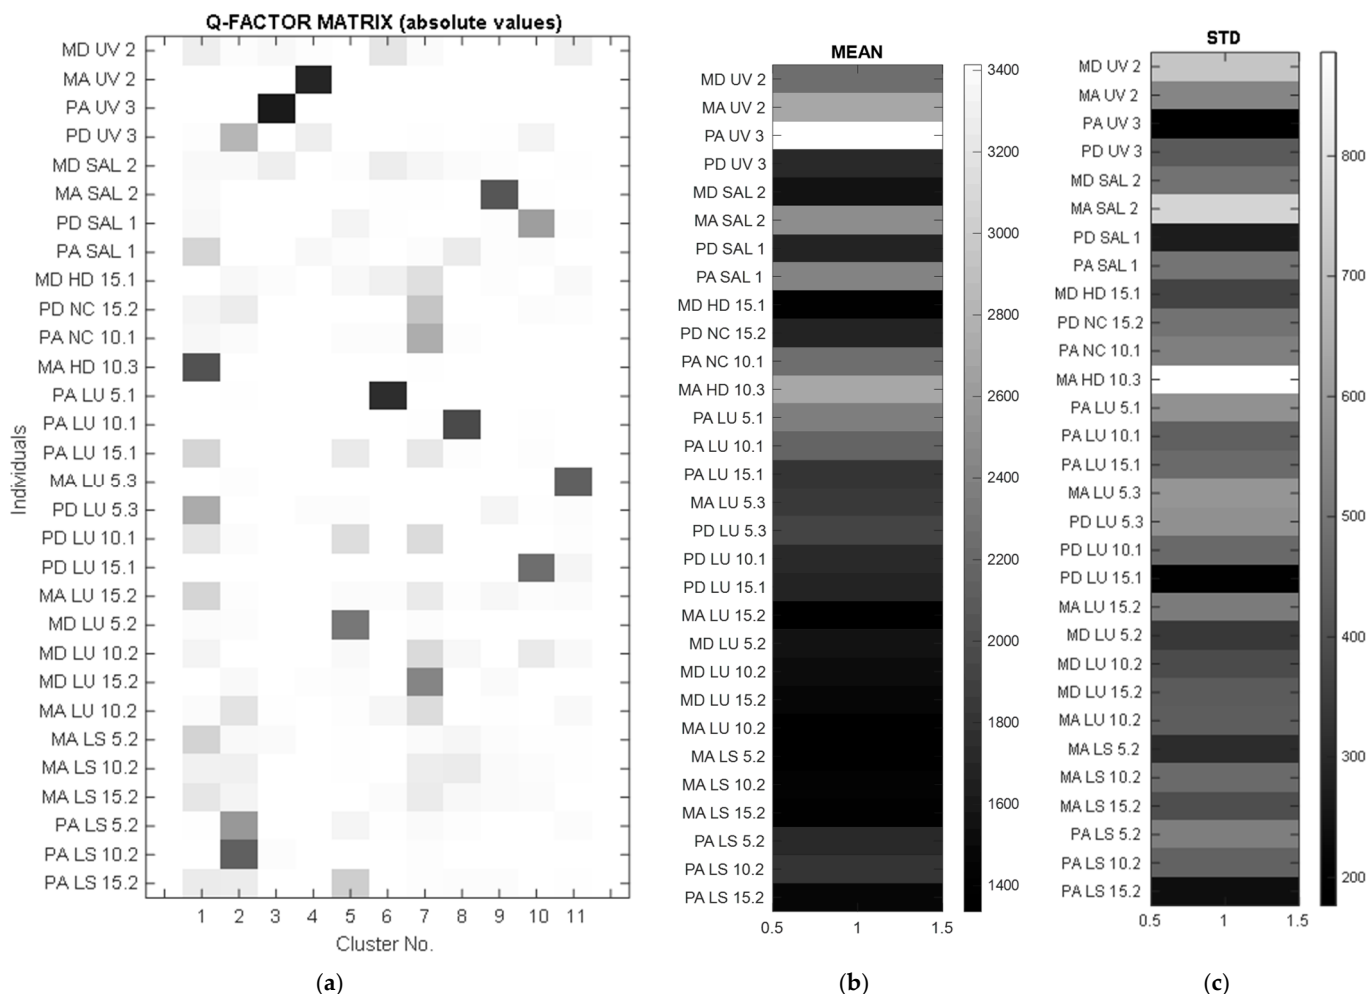 Q-FACTOR MATRIX (absolute values)
MD UV 2
MA UV 2
PA UV 3
PD UV 3
MD SAL 2
MA SAL 2
PD SAL 1
PA SAL 1
MD HD 15.1
PD NC 15.2
PA NC 10.1
MA HD 10.3
PA LU 5.1
PA LU 10.1
PA LU 15.1
MA LU 5.3
PD LU 5.3
PD LU 10.1
PD LU 15.1
MA LU 15.2
MD LU 5.2
MD LU 10.2
MD LU 15.2
MA LU 10.2
MA LS 5.2
MA LS 10.2
MA LS 15.2
PA LS 5.2
PA LS 10.2
PA LS 15.2
Individuals
1 2 3 4 5 6 7 8 9 10 11
Cluster No.
(a)
MEAN
MD UV 2
MA UV 2
PA UV 3
PD UV 3
MD SAL 2
MA SAL 2
PD SAL 1
PA SAL 1
MD HD 15.1
PD NC 15.2
PA NC 10.1
MA HD 10.3
PA LU 5.1
PA LU 10.1
PA LU 15.1
MA LU 5.3
PD LU 5.3
PD LU 10.1
PD LU 15.1
MA LU 15.2
MD LU 5.2
MD LU 10.2
MD LU 15.2
MA LU 10.2
MA LS 5.2
MA LS 10.2
MA LS 15.2
PA LS 5.2
PA LS 10.2
PA LS 15.2
0.5 1 1.5
3400
3200
3000
2800
2600
2400
2200
2000
1800
1600
1400
(b)
STD
MD UV 2
MA UV 2
PA UV 3
PD UV 3
MD SAL 2
MA SAL 2
PD SAL 1
PA SAL 1
MD HD 15.1
PD NC 15.2
PA NC 10.1
MA HD 10.3
PA LU 5.1
PA LU 10.1
PA LU 15.1
MA LU 5.3
PD LU 5.3
PD LU 10.1
PD LU 15.1
MA LU 15.2
MD LU 5.2
MD LU 10.2
MD LU 15.2
MA LU 10.2
MA LS 5.2
MA LS 10.2
MA LS 15.2
PA LS 5.2
PA LS 10.2
PA LS 15.2
0.5 1 1.5
800
700
600
500
400
300
200
(c)